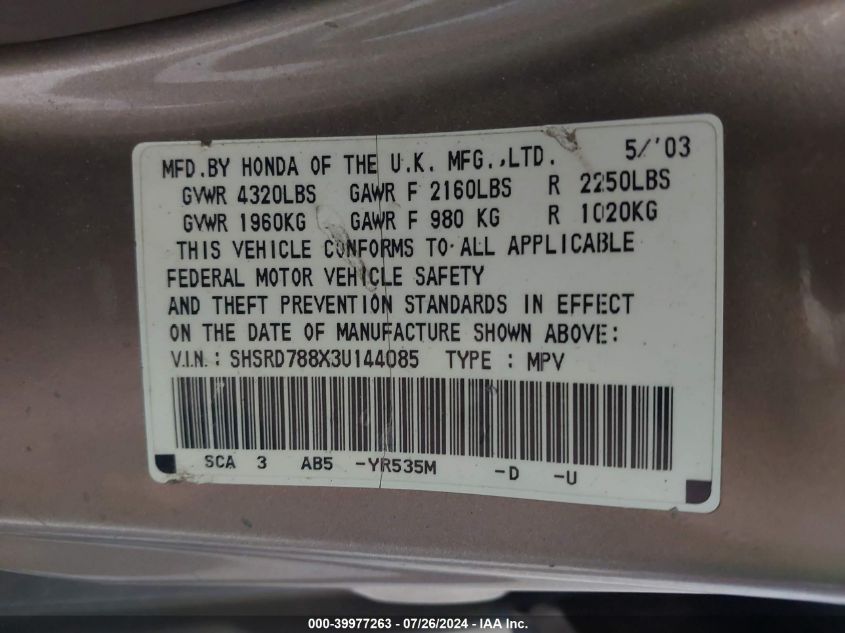 MFD.BY HONDA OF THE U.K. MFG.,LTD. 5/'03
GVWR 4320LBS GAWR F 2160LBS R 2250LBS
GVWR 1960KG GAWR F 980 KG R 1020KG
THIS VEHICLE CONFORMS TO ALL APPLICABLE
FEDERAL MOTOR VEHICLE SAFETY
AND THEFT PREVENTION STANDARDS IN EFFECT
ON THE DATE OF MANUFACTURE SHOWN ABOVE:
V.I.N.: SHSRD788X3U144085 TYPE : MPV
SCA 3 AB5 -YR535M -D -U
000-39977263 - 07/26/2024 - IAA Inc.